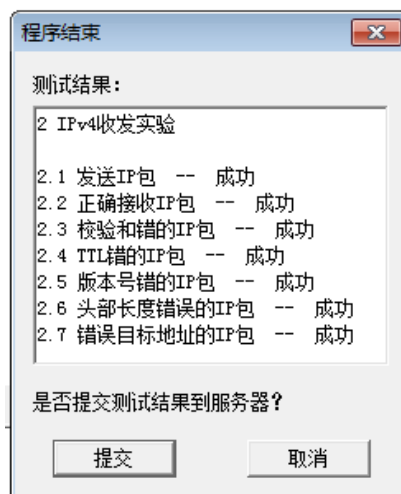 程序结束
测试结果：
2 IPv4收发实验
2.1 发送IP包 -- 成功
2.2 正确接收IP包 -- 成功
2.3 校验和错的IP包 -- 成功
2.4 TTL错的IP包 -- 成功
2.5 版本号错的IP包 -- 成功
2.6 头部长度错误的IP包 -- 成功
2.7 错误目标地址的IP包 -- 成功
是否提交测试结果到服务器？
提交 取消